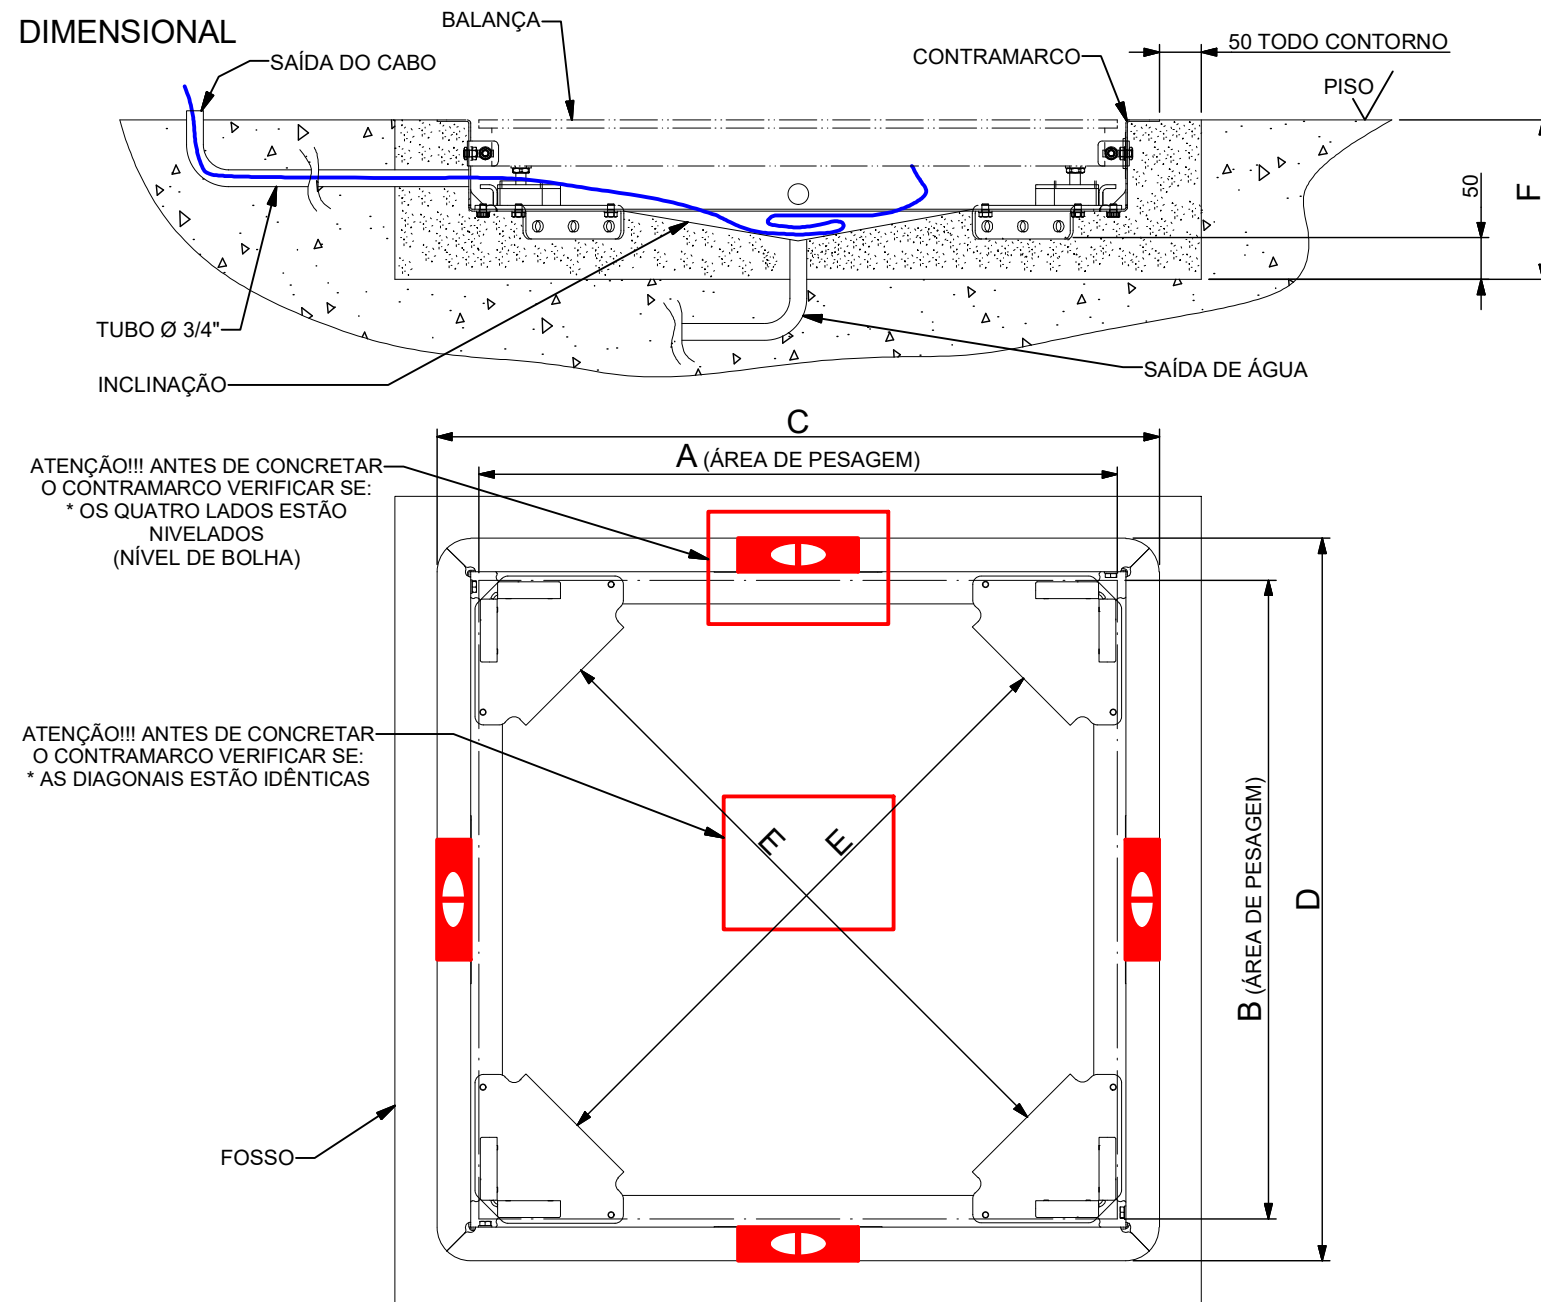 DIMENSIONAL
BALANÇA
SAÍDA DO CABO
CONTRAMARCO
50 TODO CONTORNO
PISO
50
F
TUBO Ø 3/4"
INCLINAÇÃO
SAÍDA DE ÁGUA
C
A (ÁREA DE PESAGEM)
ATENÇÃO!!! ANTES DE CONCRETAR
O CONTRAMARCO VERIFICAR SE:
* OS QUATRO LADOS ESTÃO
NIVELADOS
(NÍVEL DE BOLHA)
ATENÇÃO!!! ANTES DE CONCRETAR
O CONTRAMARCO VERIFICAR SE:
* AS DIAGONAIS ESTÃO IDÊNTICAS
E
E
B (ÁREA DE PESAGEM)
D
FOSSO